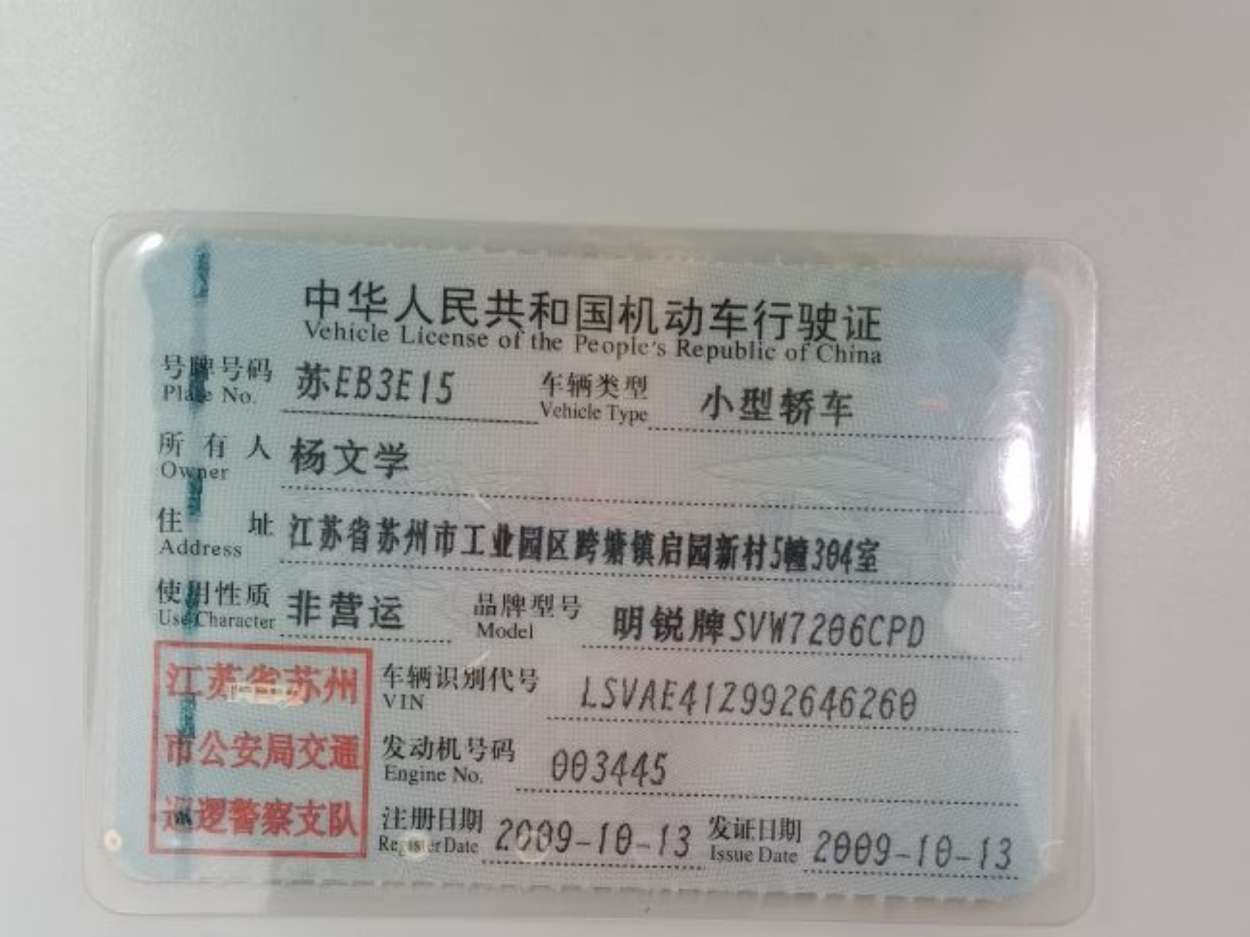 中华人民共和国机动车行驶证
Vehicle License of the People's Republic of China
号牌号码 苏EB3E15 车辆类型 小型轿车
Plate No. Vehicle Type
所有人 杨文学
Owner
住址 江苏省苏州市工业园区跨塘镇启园新村5幢304室
Address
使用性质 非营运 品牌型号 明锐牌SVW7206CPD
Use Character Model
江苏省苏州
市公安局交通
巡逻警察支队
车辆识别代号 LSVAE41Z992646260
VIN
发动机号码 003445
Engine No.
注册日期 2009-10-13 发证日期 2009-10-13
Register Date Issue Date